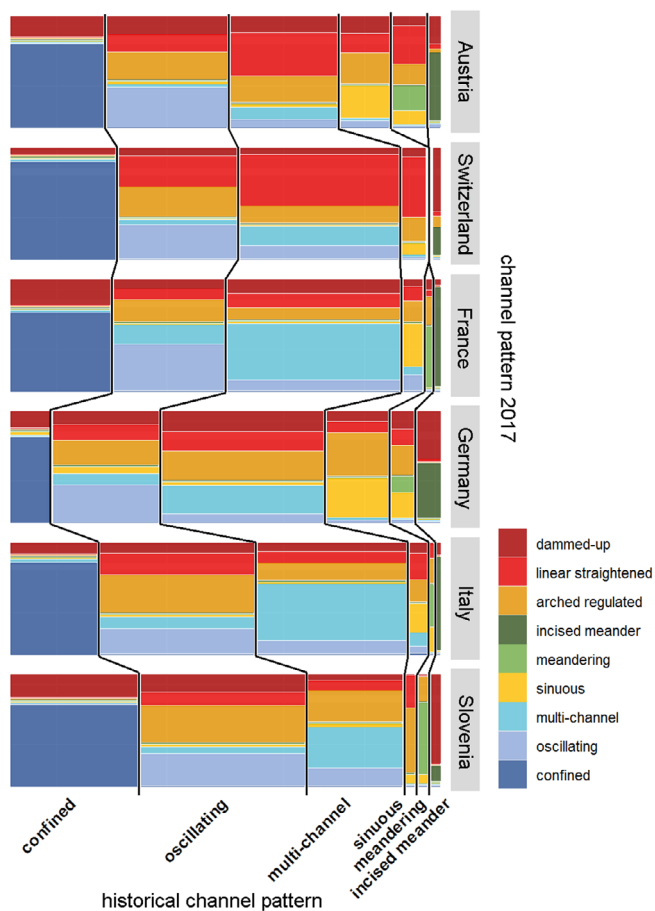 Austria
Switzerland
France
Germany
Italy
Slovenia
channel pattern 2017
dammed-up
linear straightened
arched regulated
incised meander
meandering
sinuous
multi-channel
oscillating
confined
confined
oscillating
multi-channel
sinuous
meandering
incised meander
historical channel pattern